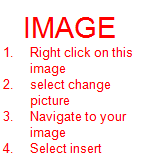 IMAGE
1. Right click on this
image
2. select change
picture
3. Navigate to your
image
4. Select insert